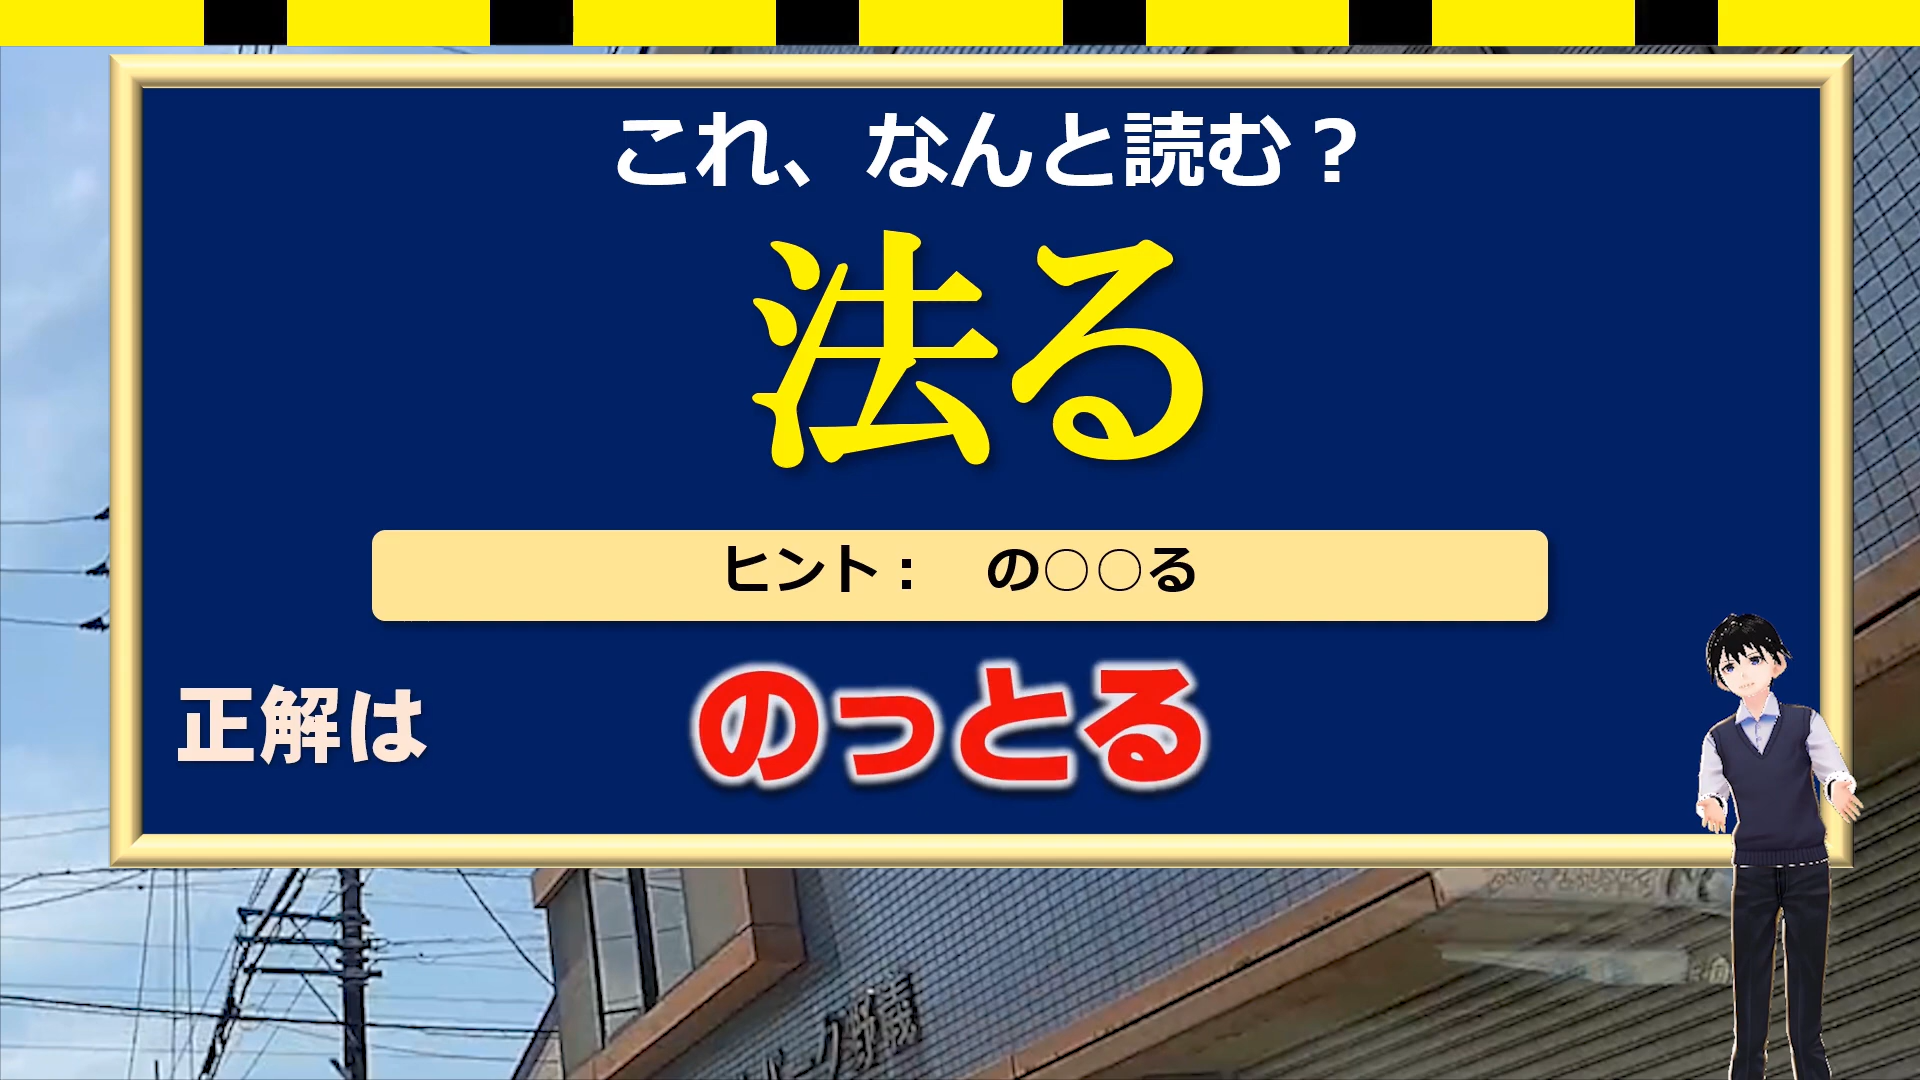 これ、なんと読む？
法る
ヒント：　の○○る
正解は
のっとる